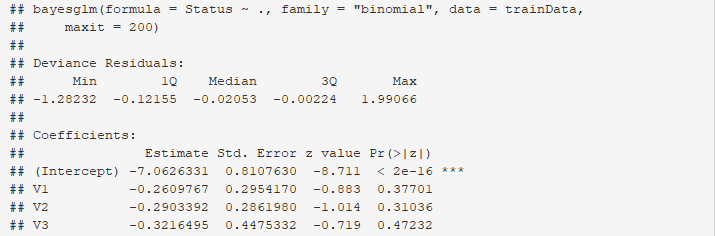 ## bayesglm(formula = Status ~ ., family = "binomial", data = trainData,
##     maxit = 200)
##
## Deviance Residuals:
##      Min        1Q    Median        3Q       Max
## -1.28232  -0.12155  -0.02053  -0.00224   1.99066
##
## Coefficients:
##               Estimate Std. Error z value Pr(>|z|)
## (Intercept) -7.0626331  0.8107630  -8.711  < 2e-16 ***
## V1          -0.2609767  0.2954170  -0.883  0.37701
## V2          -0.2903392  0.2861980  -1.014  0.31036
## V3          -0.3216495  0.4475332  -0.719  0.47232